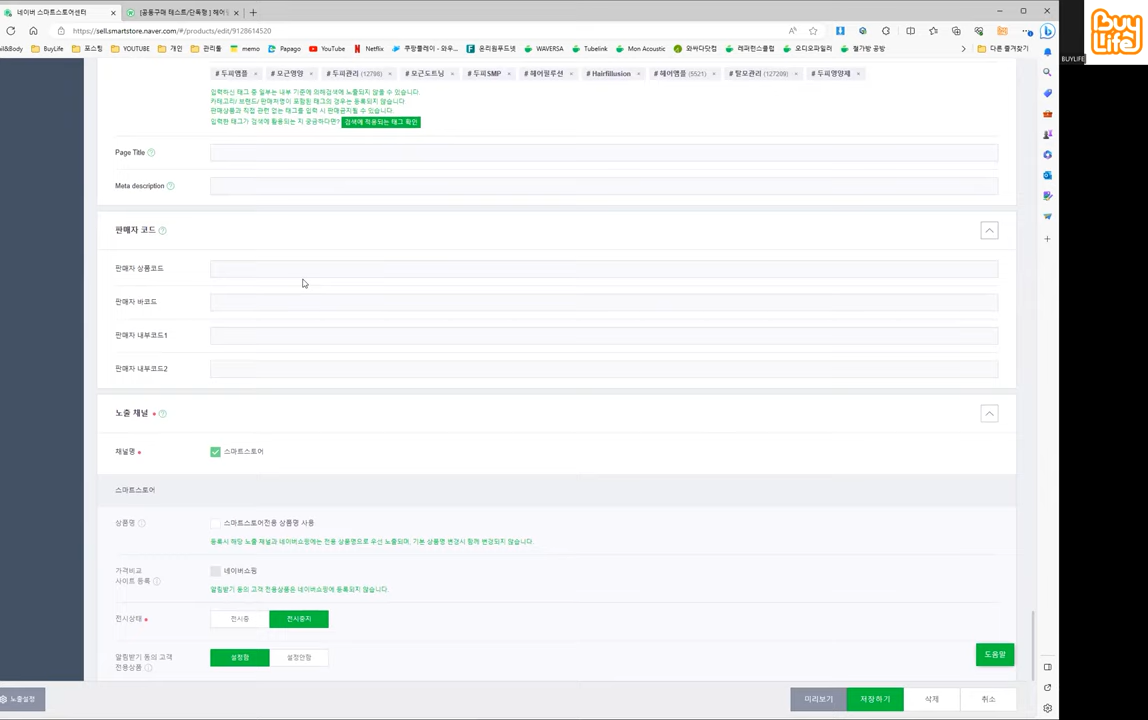 네이버 스마트스토어센터
[공동구매 테스트/단독형 ] 헤어
https://sell.smartstore.naver.com/#/products/edit/9128614520
il&Body BuyLife 포스팅 YOUTUBE 개인 관리툴 memo Papago YouTube Netflix 쿠팡플레이 - 와우... 온리원푸드넷 WAVERSA Tubelink Mon Acoustic 와싸다닷컴 레퍼런스클럽 오디오파일러 블가방 공방 다른 즐겨찾기
# 두피앰플 × # 모근영양 × # 두피관리 (12798) × # 모근도트닝 × # 두피SMP × # 헤어필루션 × # Hairfillusion × # 헤어앰플 (5521) × # 탈모관리 (127209) × # 두피영양제 ×
입력하신 태그 중 일부는 내부 기준에 의해검색에 노출되지 않을 수 있습니다.
카테고리/ 브랜드/ 판매처명이 포함된 태그의 경우는 등록되지 않습니다
판매상품과 직접 관련 없는 태그를 입력 시 판매금지될 수 있습니다.
입력한 태그가 검색에 활용되는 지 궁금하다면? 검색에 적용되는 태그 확인
Page Title
Meta description
판매자 코드
판매자 상품코드
판매자 바코드
판매자 내부코드1
판매자 내부코드2
노출 채널
채널명
스마트스토어
스마트스토어
상품명
스마트스토어전용 상품명 사용
등록시 해당 노출 채널과 네이버쇼핑에는 전용 상품명으로 우선 노출되며, 기본 상품명 변경시 함께 변경되지 않습니다.
가격비교
사이트 등록
네이버쇼핑
알림받기 동의 고객 전용상품은 네이버쇼핑에 등록되지 않습니다.
전시상태
전시중 전시중지
알림받기 동의 고객
전용상품
설정함 설정안함
도움말
노출설정
미리보기 저장하기 삭제 취소
Buy
Life
BUYLIFE